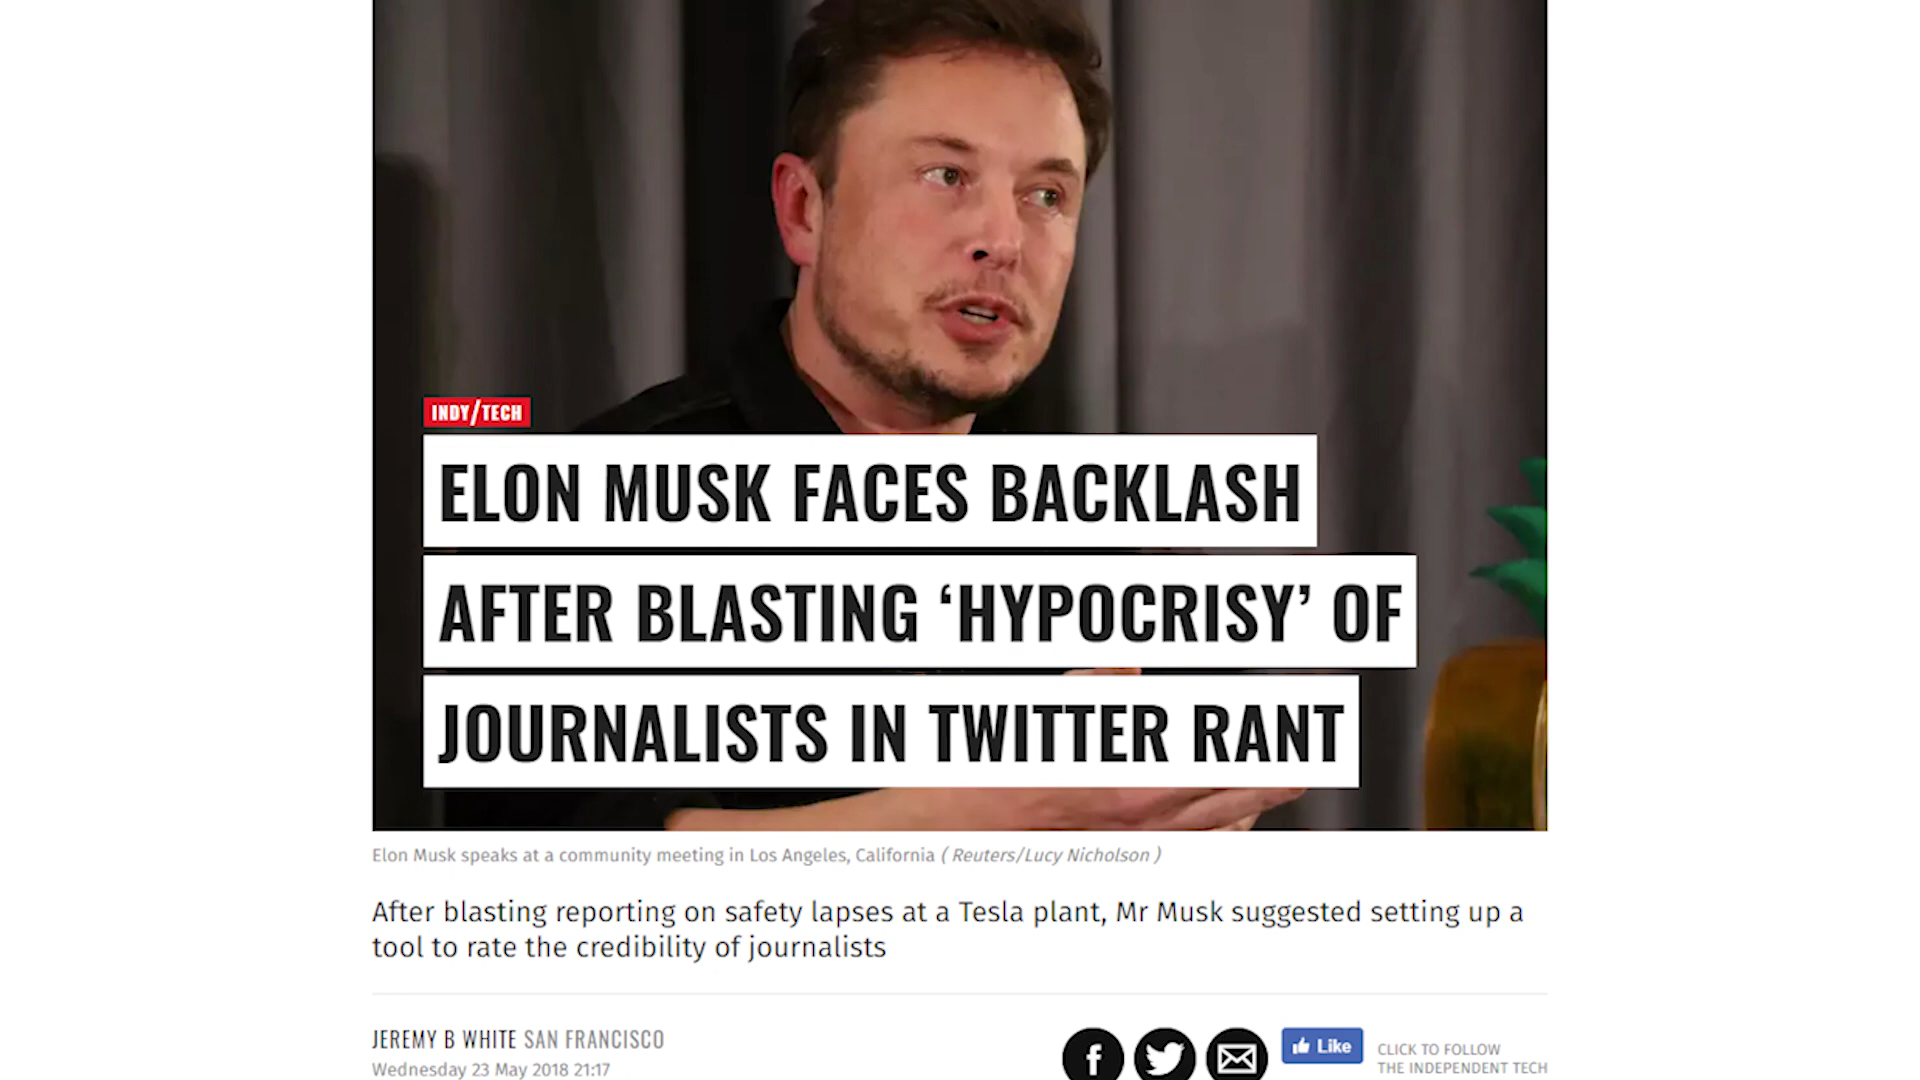 INDY/TECH
ELON MUSK FACES BACKLASH
AFTER BLASTING ‘HYPOCRISY’ OF
JOURNALISTS IN TWITTER RANT
Elon Musk speaks at a community meeting in Los Angeles, California ( Reuters/Lucy Nicholson )
After blasting reporting on safety lapses at a Tesla plant, Mr Musk suggested setting up a
tool to rate the credibility of journalists
JEREMY B WHITE SAN FRANCISCO
Wednesday 23 May 2018 21:17
Like
CLICK TO FOLLOW
THE INDEPENDENT TECH